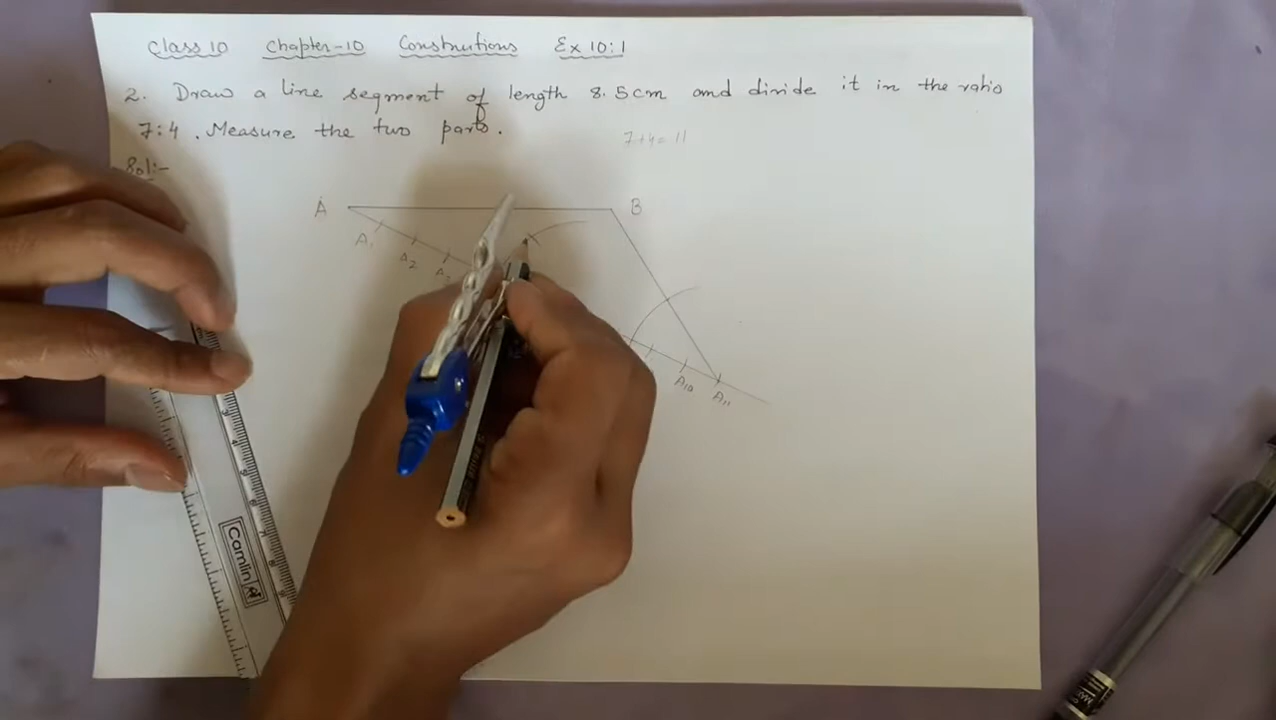 Class 10 Chapter-10 Constructions Ex 10:1
2. Draw a line segment of length 8.5cm and divide it in the ratio
7:4. Measure the two parts.
7+4= 11
Sol:-
A B
A1
A2
A3
A10 A11
Camlin